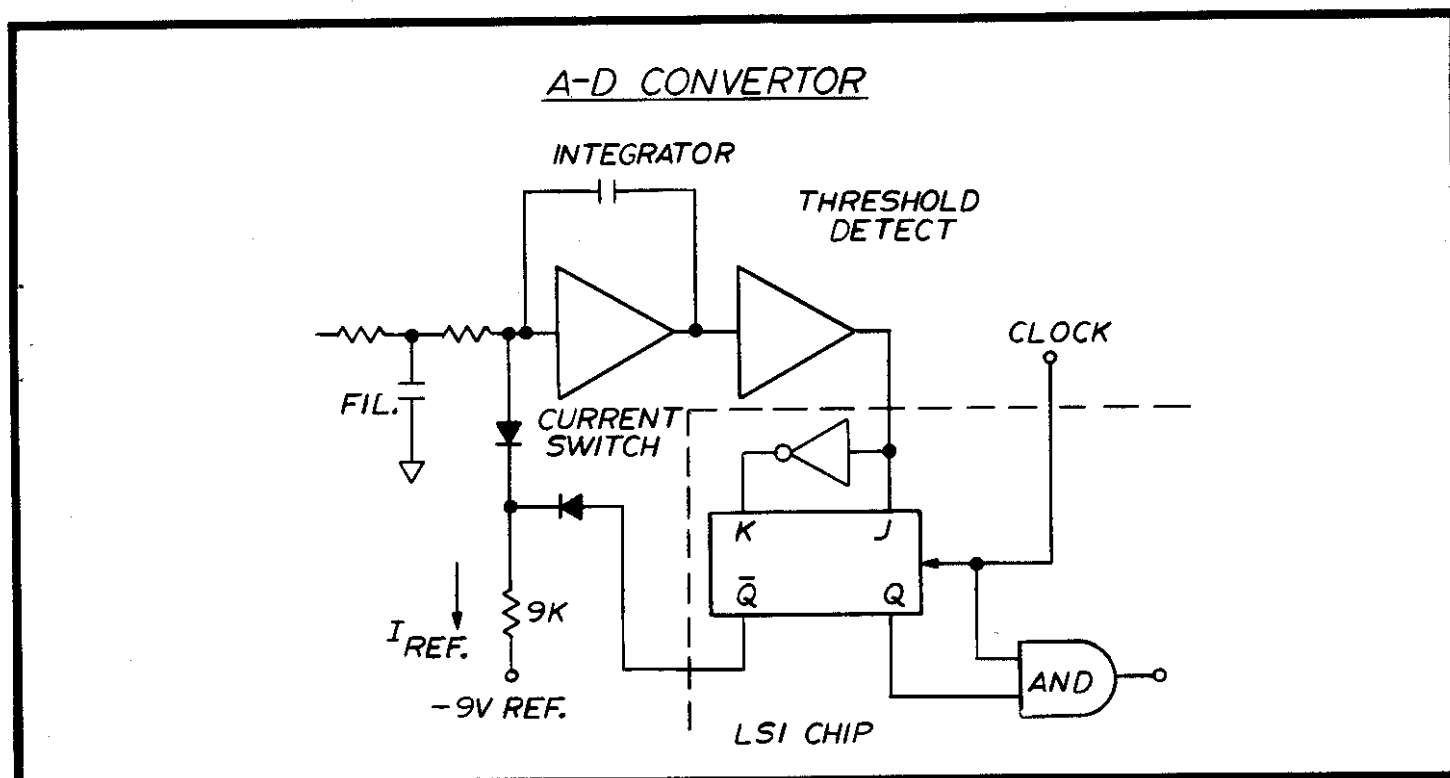 A-D CONVERTOR
INTEGRATOR
THRESHOLD
DETECT
CLOCK
FIL.
CURRENT
SWITCH
K
J
Q̅
Q
9K
I REF.
-9V REF.
AND
LSI CHIP